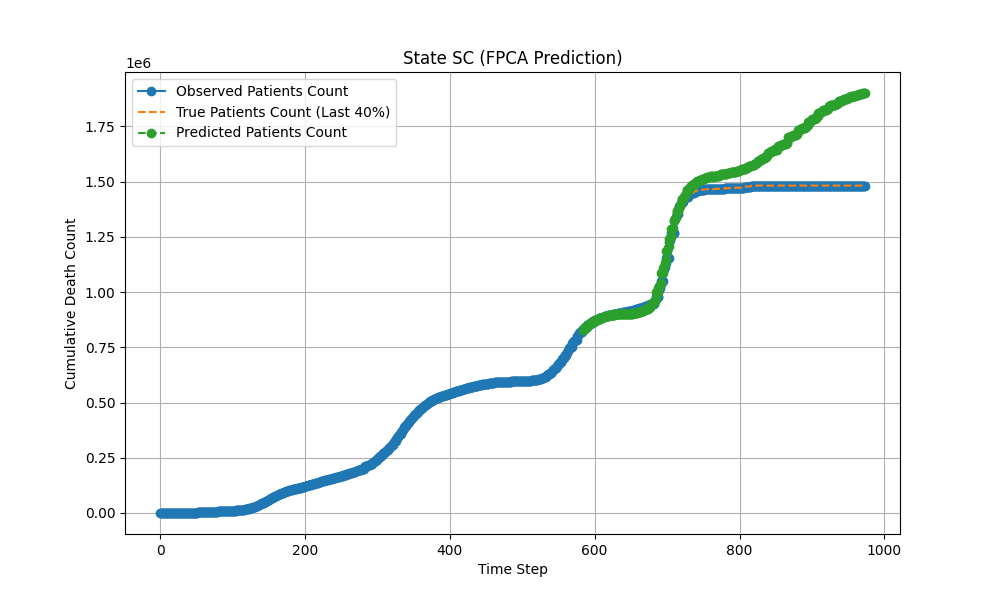 State SC (FPCA Prediction)
1e6
Observed Patients Count
True Patients Count (Last 40%)
Predicted Patients Count
1.75
1.50
1.25
1.00
0.75
0.50
0.25
0.00
Cumulative Death Count
0 200 400 600 800 1000
Time Step